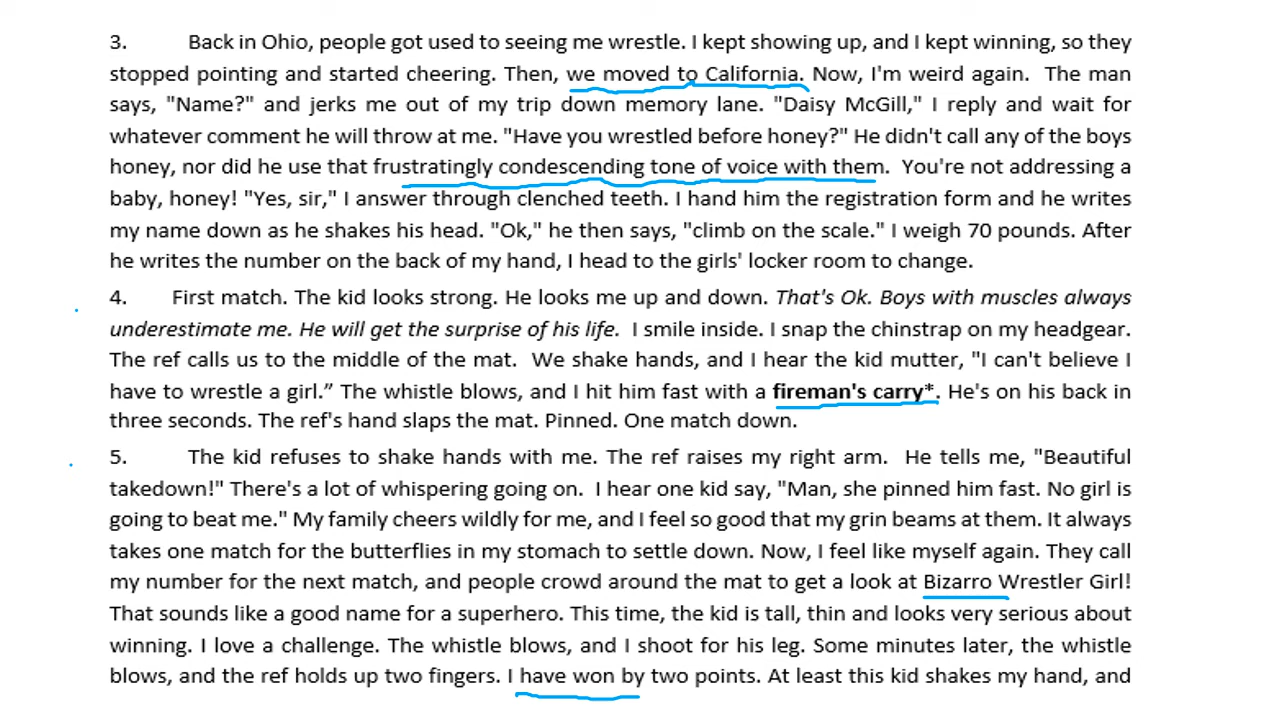 3. Back in Ohio, people got used to seeing me wrestle. I kept showing up, and I kept winning, so they
stopped pointing and started cheering. Then, we moved to California. Now, I'm weird again. The man
says, "Name?" and jerks me out of my trip down memory lane. "Daisy McGill," I reply and wait for
whatever comment he will throw at me. "Have you wrestled before honey?" He didn't call any of the boys
honey, nor did he use that frustratingly condescending tone of voice with them. You're not addressing a
baby, honey! "Yes, sir," I answer through clenched teeth. I hand him the registration form and he writes
my name down as he shakes his head. "Ok," he then says, "climb on the scale." I weigh 70 pounds. After
he writes the number on the back of my hand, I head to the girls' locker room to change.
4. First match. The kid looks strong. He looks me up and down. That's Ok. Boys with muscles always
underestimate me. He will get the surprise of his life. I smile inside. I snap the chinstrap on my headgear.
The ref calls us to the middle of the mat. We shake hands, and I hear the kid mutter, "I can't believe I
have to wrestle a girl.” The whistle blows, and I hit him fast with a fireman's carry*. He's on his back in
three seconds. The ref's hand slaps the mat. Pinned. One match down.
5. The kid refuses to shake hands with me. The ref raises my right arm. He tells me, "Beautiful
takedown!" There's a lot of whispering going on. I hear one kid say, "Man, she pinned him fast. No girl is
going to beat me." My family cheers wildly for me, and I feel so good that my grin beams at them. It always
takes one match for the butterflies in my stomach to settle down. Now, I feel like myself again. They call
my number for the next match, and people crowd around the mat to get a look at Bizarro Wrestler Girl!
That sounds like a good name for a superhero. This time, the kid is tall, thin and looks very serious about
winning. I love a challenge. The whistle blows, and I shoot for his leg. Some minutes later, the whistle
blows, and the ref holds up two fingers. I have won by two points. At least this kid shakes my hand, and